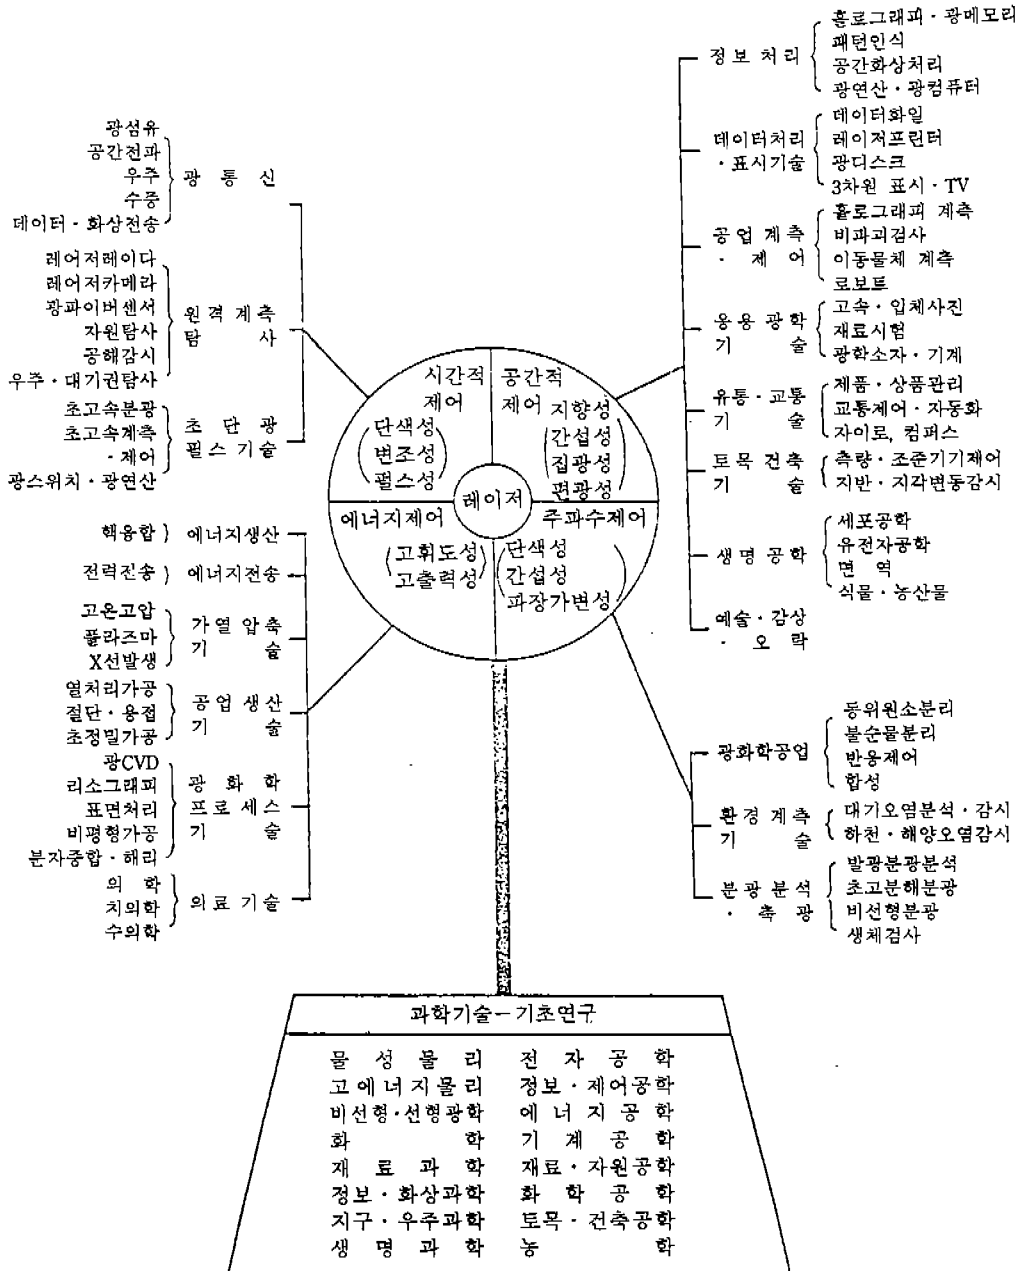 광섬유
공간전파
우주
수중
데이터 · 화상전송
광 통 신
레어저레이다
레어저카메라
광파이버센서
자원탐사
공해감시
우주 · 대기권탐사
원격 계측
탐 사
초고속분광
초고속계측
· 제어
광스위치 · 광연산
초 단 광
펄스 기술
핵융합
에너지생산
전력전송
에너지전송
고온고압
플라즈마
X선발생
가열 압축
기 술
열처리가공
절단 · 용접
초정밀가공
공업 생산
기 술
광CVD
리소그래피
표면처리
비평형가공
분자중합 · 해리
광 화 학
프로세스
기 술
의 학
치의학
수의학
의료 기술
시간적
제어
단색성
변조성
펄스성
공간적
제어
지향성
간섭성
집광성
편광성
레이저
에너지제어
고휘도성
고출력성
주파수제어
단색성
간섭성
파장가변성
정보 처리
홀로그래피 · 광메모리
패턴인식
공간화상처리
광연산 · 광컴퓨터
데이터처리
· 표시기술
데이터화일
레이저프린터
광디스크
3차원 표시 · TV
공업 계측
· 제 어
홀로그래피 계측
비파괴검사
이동물체 계측
로보트
응용 광학
기 술
고속 · 입체사진
재료시험
광학소자 · 기계
유통 · 교통
기 술
제품 · 상품관리
교통제어 · 자동화
자이로, 컴퍼스
토목 건축
기 술
측량 · 조준기기제어
지반 · 지각변동감시
생명 공학
세포공학
유전자공학
면 역
식물 · 농산물
예술 · 감상
· 오 락
광화학공업
동위원소분리
불순물분리
반응제어
합성
환경 계측
기 술
대기오염분석 · 감시
하천 · 해양오염감시
분광 분석
· 측 광
발광분광분석
초고분해분광
비선형분광
생체검사
과학기술－기초연구
물 성 물 리 전 자 공 학
고에너지물리 정보 · 제어공학
비선형·선형광학 에 너 지 공 학
화 학 기 계 공 학
재 료 과 학 재료 · 자원공학
정보 · 화상과학 화 학 공 학
지구 · 우주과학 토목 · 건축공학
생 명 과 학 농 학